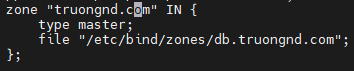 zone "truongnd.com" IN {
    type master;
    file "/etc/bind/zones/db.truongnd.com";
};